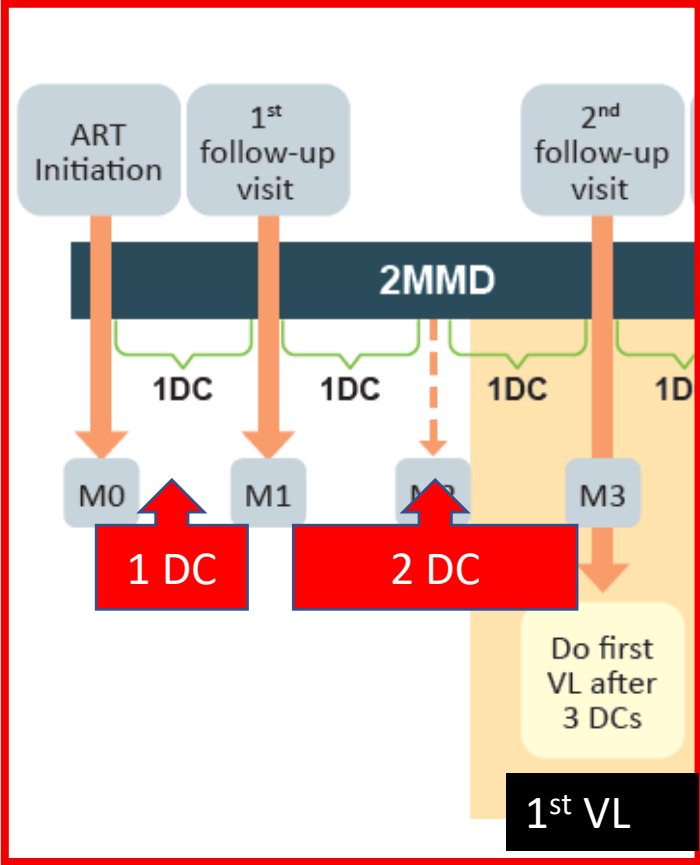 ART
Initiation
1st
follow-up
visit
2nd
follow-up
visit
2MMD
1DC
1DC
1DC
1D
M0
M1
M3
1 DC
2 DC
Do first
VL after
3 DCs
1st VL